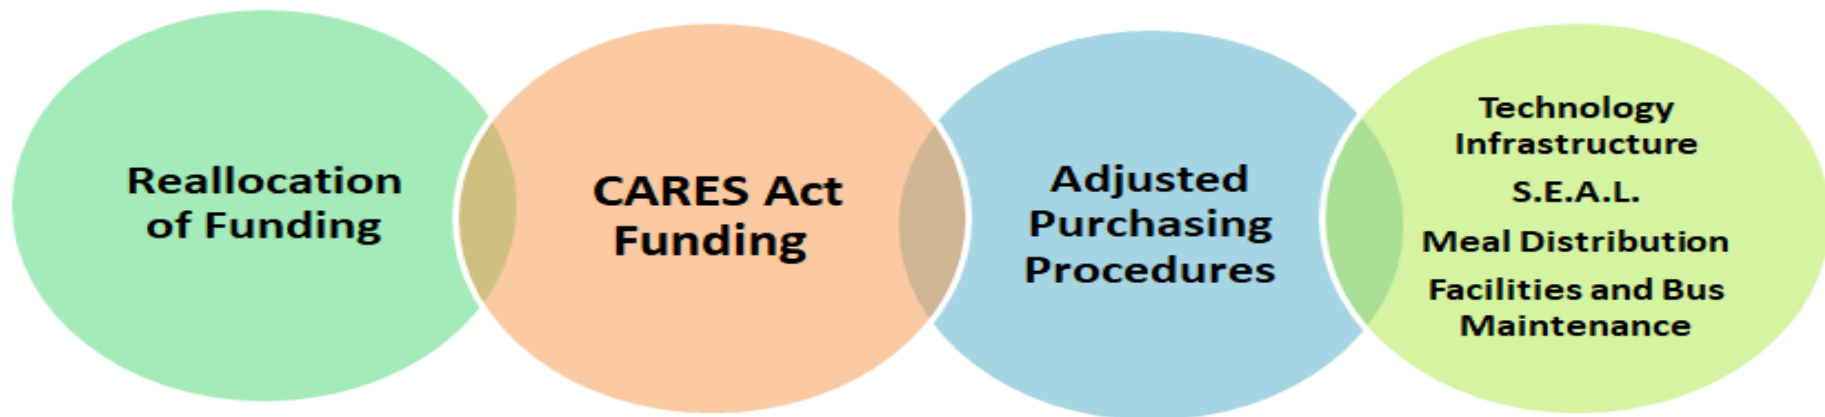 Reallocation
of Funding
CARES Act
Funding
Adjusted
Purchasing
Procedures
Technology
Infrastructure
S.E.A.L.
Meal Distribution
Facilities and Bus
Maintenance